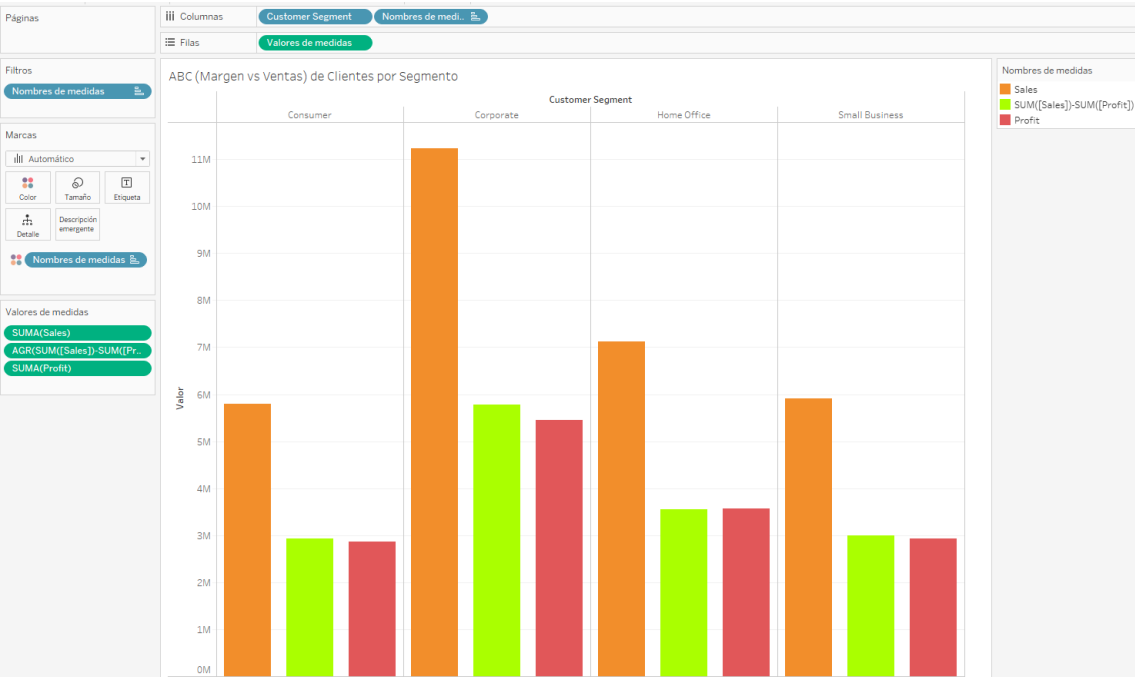 Páginas
Columnas
Customer Segment
Nombres de medi..
Filas
Valores de medidas
Filtros
Nombres de medidas
Marcas
Automático
Color
Tamaño
Etiqueta
Detalle
Descripción
emergente
Nombres de medidas
Valores de medidas
SUMA(Sales)
AGR(SUM([Sales])-SUM([Pr..
SUMA(Profit)
ABC (Margen vs Ventas) de Clientes por Segmento
Customer Segment
Consumer
Corporate
Home Office
Small Business
Valor
11M
10M
9M
8M
7M
6M
5M
4M
3M
2M
1M
0M
Nombres de medidas
Sales
SUM([Sales])-SUM([Profit])
Profit